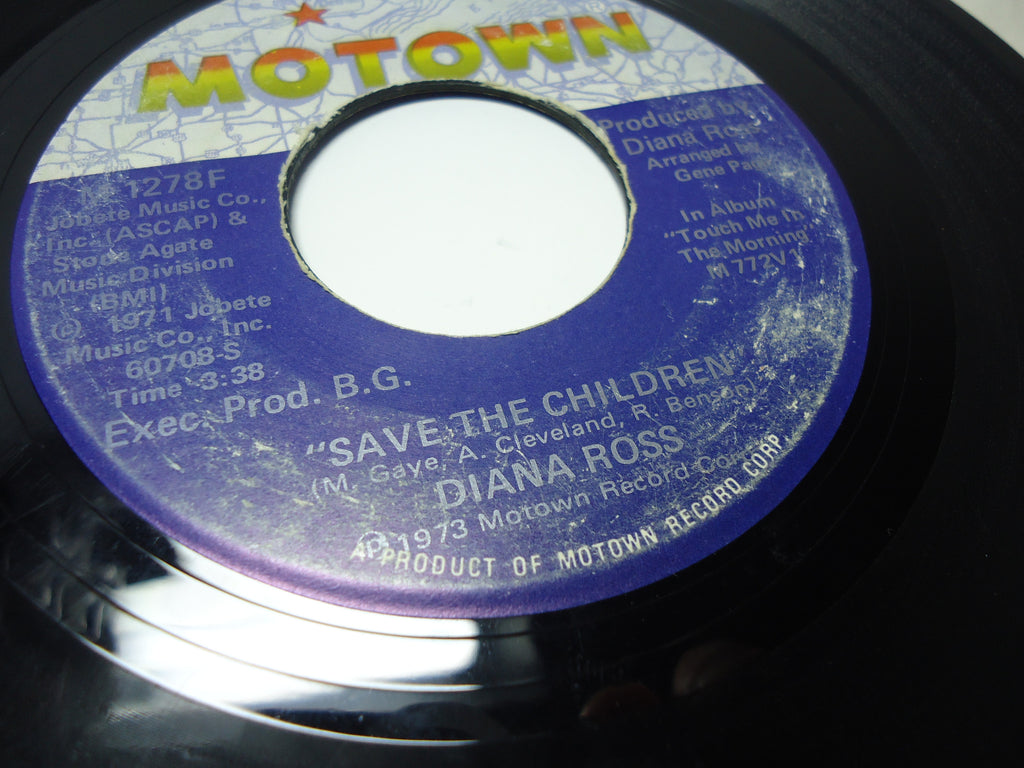 MOTOWN®
M 1278F
Jobete Music Co.,
Inc. (ASCAP) &
Stone Agate
Music Division
(BMI)
© 1971 Jobete
Music Co., Inc.
60708-S
Time 3:38
Exec. Prod. B.G.
Produced by
Diana Ross
Arranged by
Gene
In Album
"Touch Me In
The Morning"
M 772V1
"SAVE THE CHILDREN"
(M. Gaye, A. Cleveland, R. Benson)
DIANA ROSS
℗ 1973 Motown Record Corp.
A PRODUCT OF MOTOWN RECORD CORP.